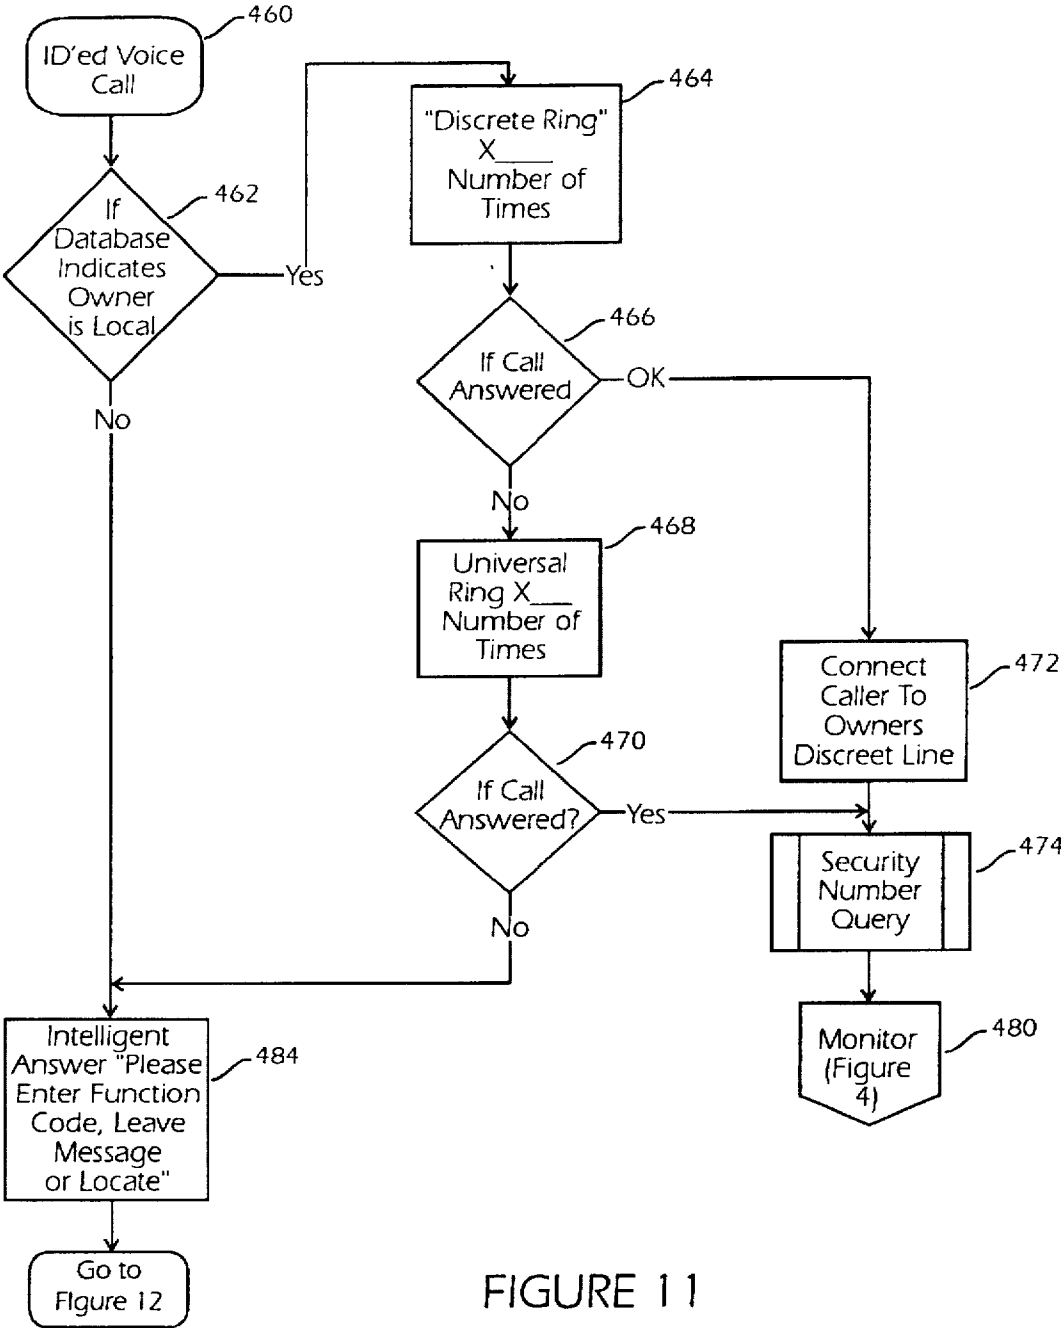 460
ID'ed Voice
Call
462
If
Database
Indicates
Owner
is Local
Yes
No
464
"Discrete Ring"
X____
Number of
Times
466
If Call
Answered
OK
No
468
Universal
Ring X___
Number of
Times
470
If Call
Answered?
Yes
No
472
Connect
Caller To
Owners
Discreet Line
474
Security
Number
Query
480
Monitor
(Figure
4)
484
Intelligent
Answer "Please
Enter Function
Code, Leave
Message
or Locate"
Go to
FIgure 12
FIGURE 11